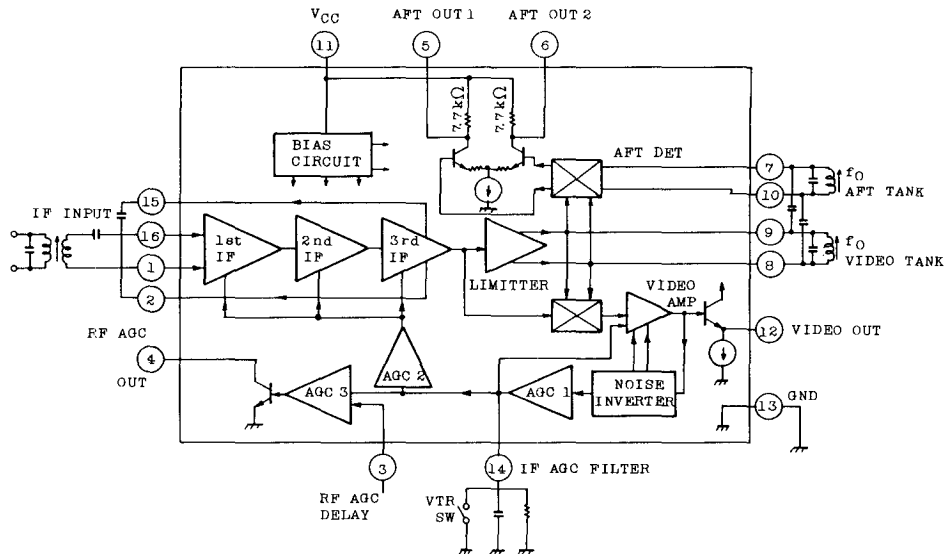 VCC
AFT OUT 1
AFT OUT 2
11
5
6
7.7kΩ
7.7kΩ
BIAS
CIRCUIT
AFT DET
7
fO
AFT TANK
10
15
IF INPUT
16
1st
IF
2nd
IF
3rd
IF
9
fO
VIDEO TANK
1
8
LIMITTER
2
VIDEO
AMP
RF AGC
12
VIDEO OUT
4
OUT
AGC 2
AGC 3
AGC 1
NOISE
INVERTER
13
GND
3
14
IF AGC FILTER
RF AGC
DELAY
VTR
SW